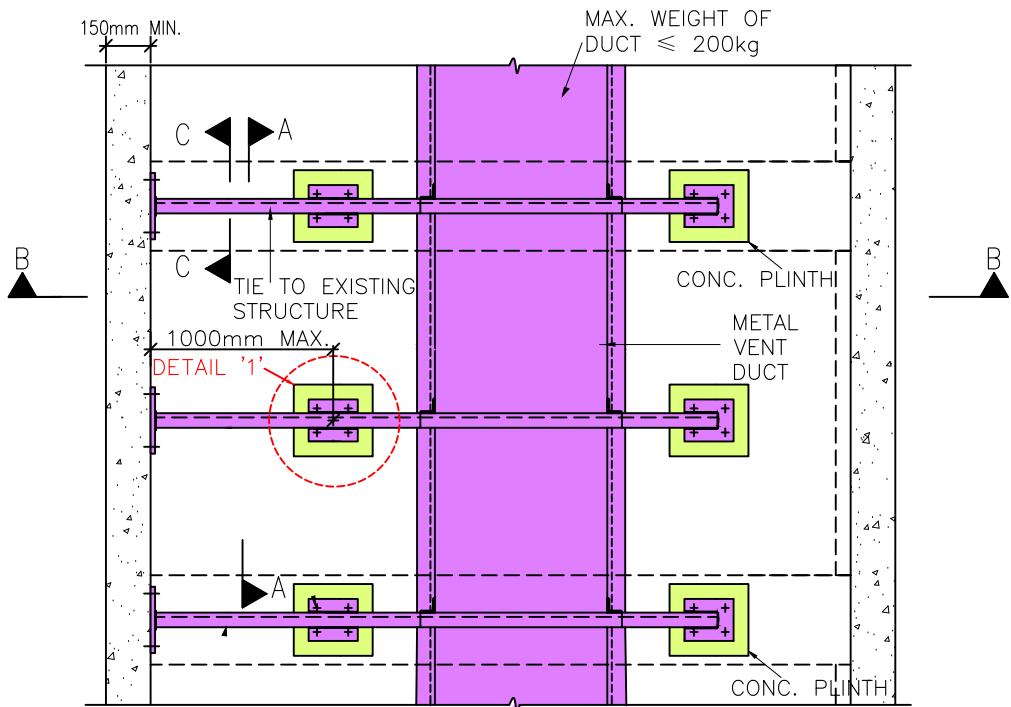 150mm MIN.
MAX. WEIGHT OF
DUCT ≤ 200kg
C
A
C
B
B
TIE TO EXISTING
STRUCTURE
CONC. PLINTH
1000mm MAX.
METAL
VENT
DUCT
DETAIL '1'
A
CONC. PLINTH